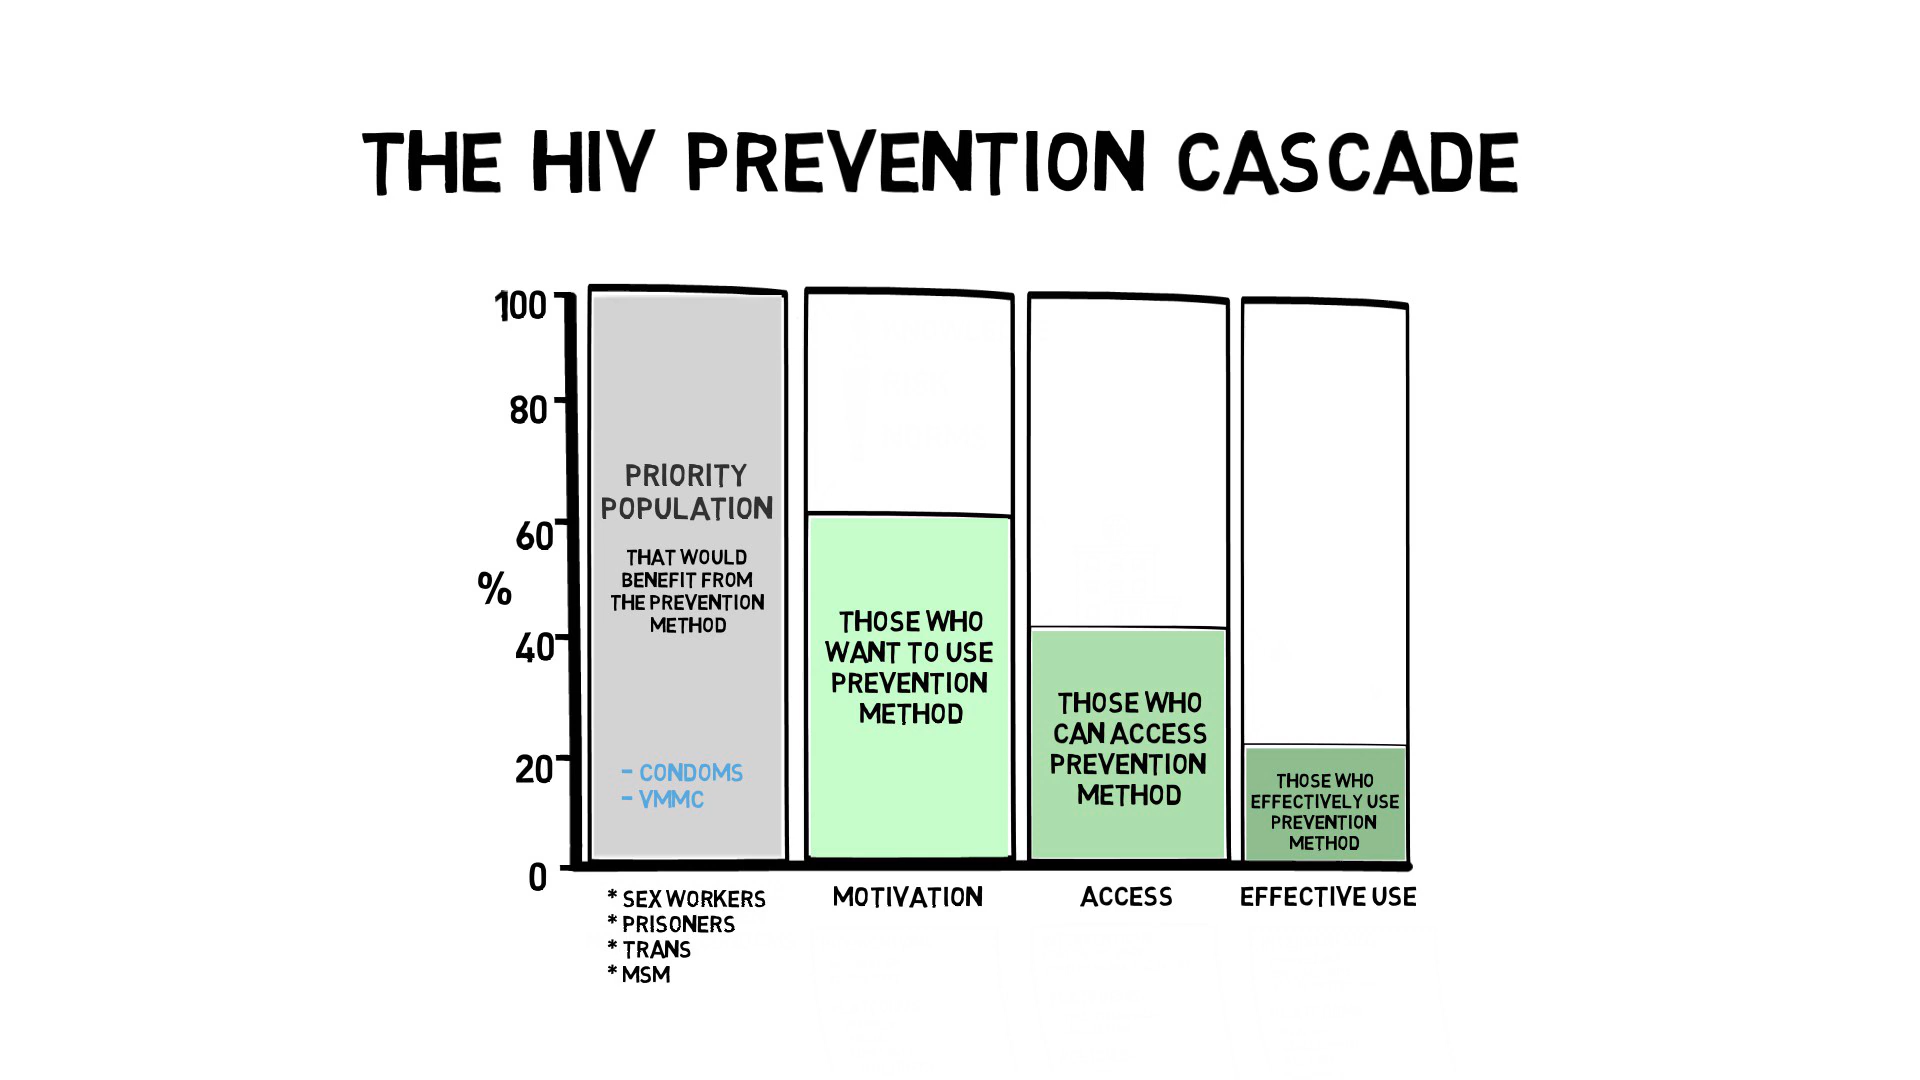 THE HIV PREVENTION CASCADE
100
80
60
%
40
20
0
PRIORITY
POPULATION
THAT WOULD
BENEFIT FROM
THE PREVENTION
METHOD
- CONDOMS
- VMMC
THOSE WHO
WANT TO USE
PREVENTION
METHOD
THOSE WHO
CAN ACCESS
PREVENTION
METHOD
THOSE WHO
EFFECTIVELY USE
PREVENTION
METHOD
* SEX WORKERS
* PRISONERS
* TRANS
* MSM
MOTIVATION
ACCESS
EFFECTIVE USE